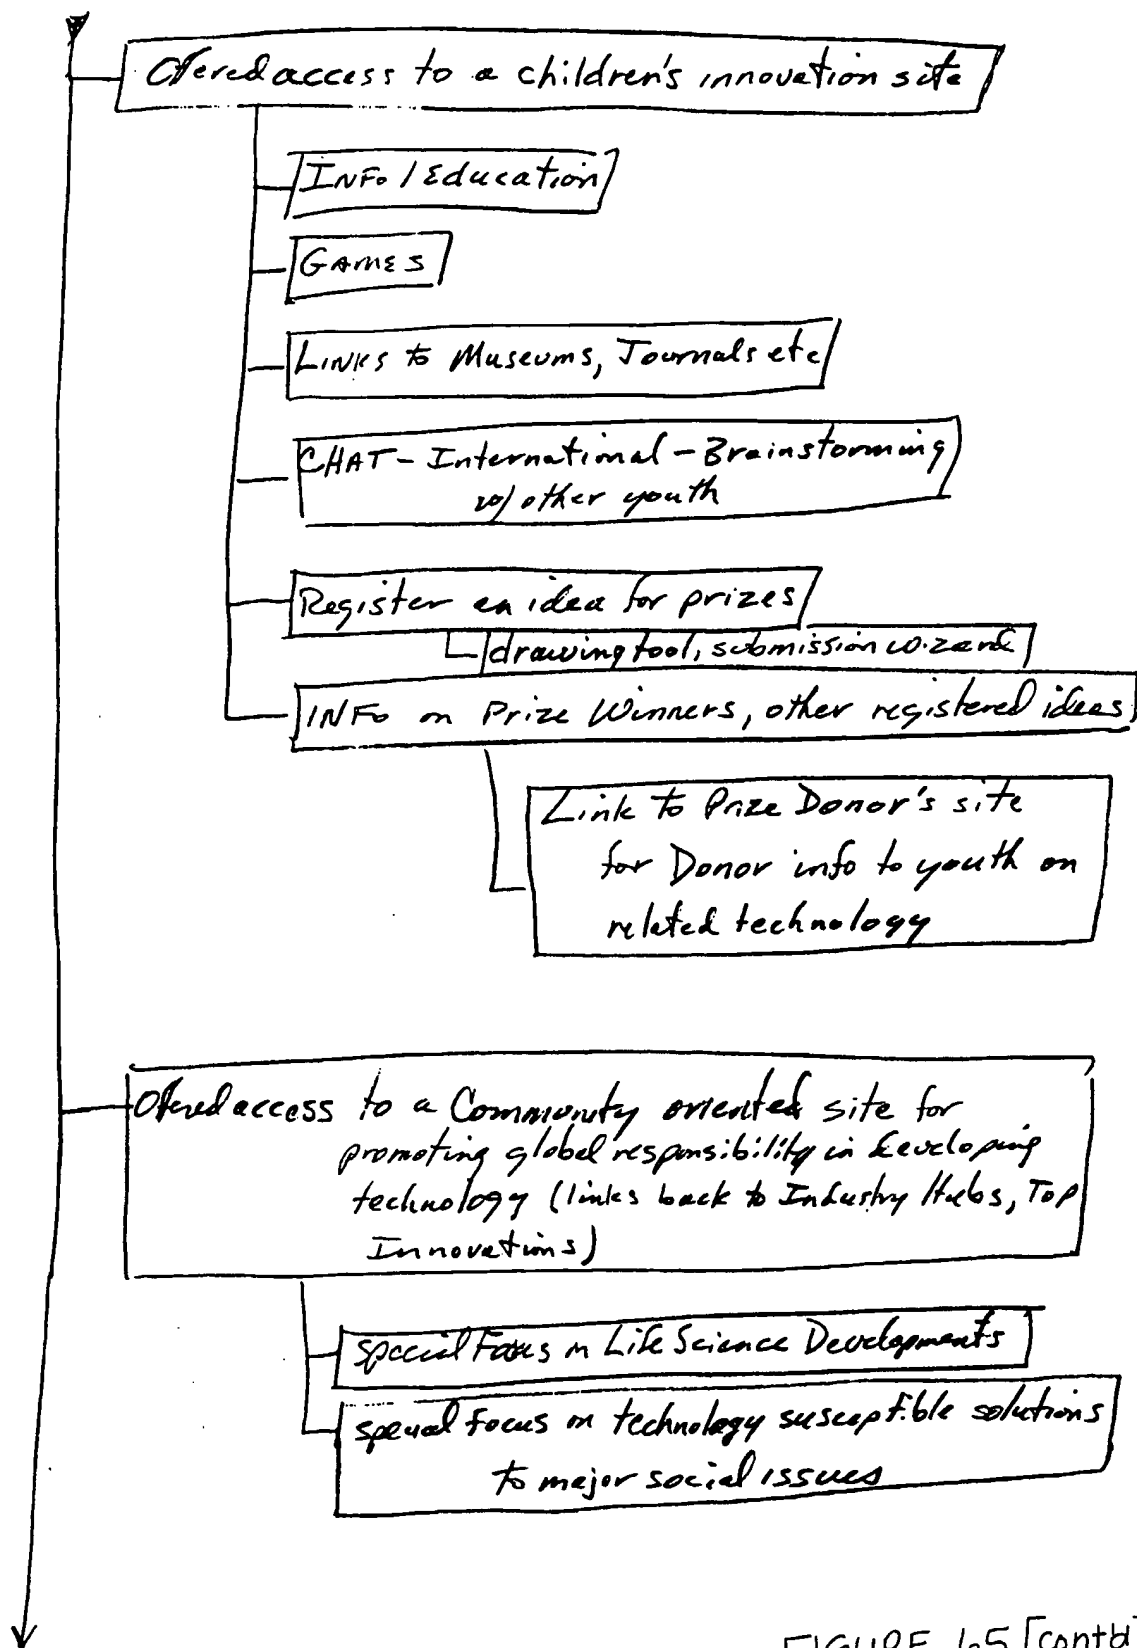 Offered access to a children's innovation site
INFO / Education
GAMES
LINKS to Museums, Journals etc
CHAT - International - Brainstorming
w/ other youth
Register an idea for prizes
drawing tool, submission wizard
INFO on Prize Winners, other registered ideas
Link to Prize Donor's site
for Donor info to youth on
related technology
Offered access to a Community oriented site for
promoting global responsibility in developing
technology (links back to Industry Hubs, Top
Innovations)
special Focus on Life Science Developments
special focus on technology susceptible solutions
to major social issues
FIGURE 65 [contd]